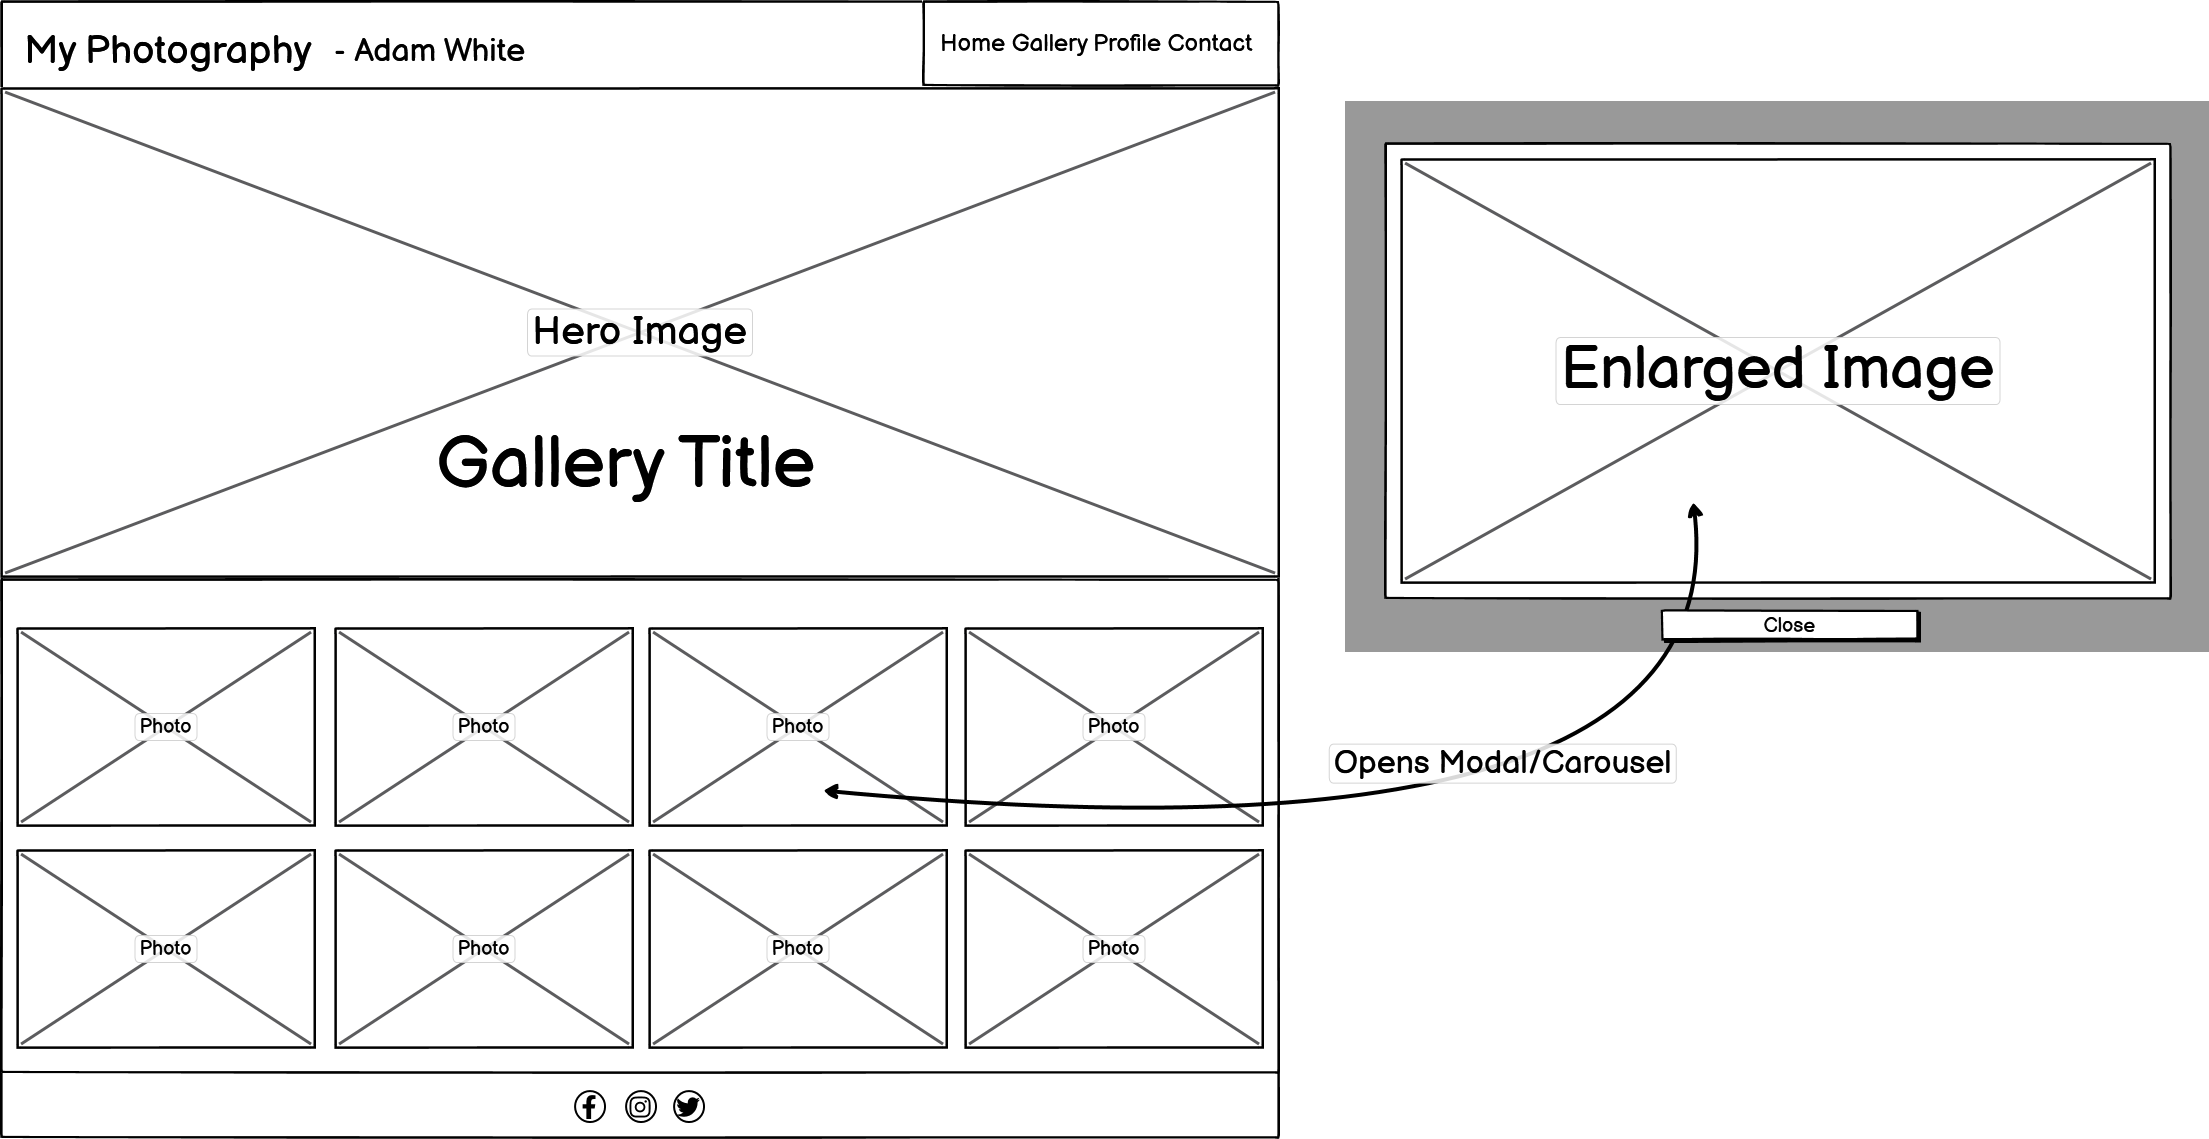 My Photography - Adam White
Home Gallery Profile Contact
Hero Image
Gallery Title
Photo Photo Photo Photo
Photo Photo Photo Photo
Enlarged Image
Close
Opens Modal/Carousel